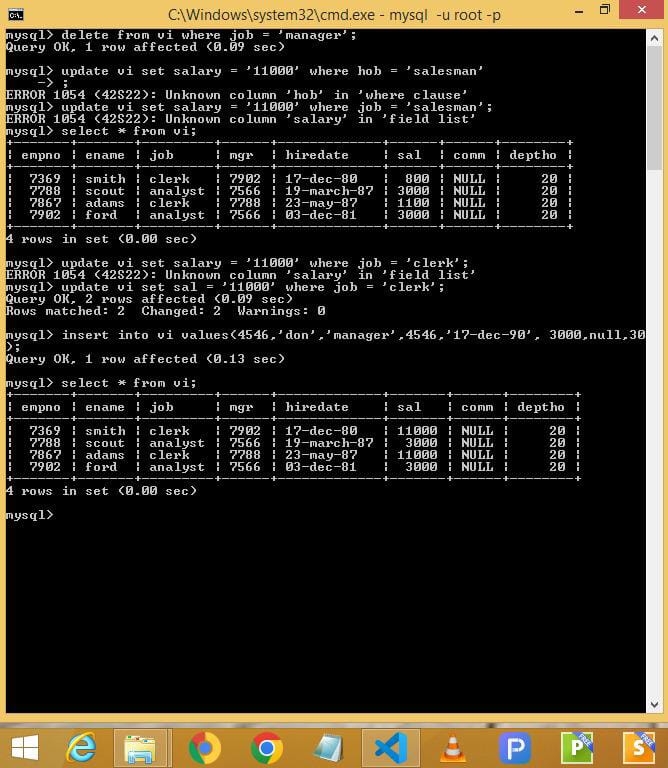 C:\Windows\system32\cmd.exe - mysql  -u root -p
mysql> delete from vi where job = 'manager';
Query OK, 1 row affected (0.09 sec)
mysql> update vi set salary = '11000' where hob = 'salesman'
    -> ;
ERROR 1054 (42S22): Unknown column 'hob' in 'where clause'
mysql> update vi set salary = '11000' where job = 'salesman';
ERROR 1054 (42S22): Unknown column 'salary' in 'field list'
mysql> select * from vi;
+-------+-------+---------+------+-------------+------+------+--------+
| empno | ename | job     | mgr  | hiredate    | sal  | comm | deptho |
+-------+-------+---------+------+-------------+------+------+--------+
|  7369 | smith | clerk   | 7902 | 17-dec-80   |  800 | NULL |     20 |
|  7788 | scout | analyst | 7566 | 19-march-87 | 3000 | NULL |     20 |
|  7867 | adams | clerk   | 7788 | 23-may-87   | 1100 | NULL |     20 |
|  7902 | ford  | analyst | 7566 | 03-dec-81   | 3000 | NULL |     20 |
+-------+-------+---------+------+-------------+------+------+--------+
4 rows in set (0.00 sec)
mysql> update vi set salary = '11000' where job = 'clerk';
ERROR 1054 (42S22): Unknown column 'salary' in 'field list'
mysql> update vi set sal = '11000' where job = 'clerk';
Query OK, 2 rows affected (0.09 sec)
Rows matched: 2  Changed: 2  Warnings: 0
mysql> insert into vi values(4546,'don','manager',4546,'17-dec-90', 3000,null,30
);
Query OK, 1 row affected (0.13 sec)
mysql> select * from vi;
+-------+-------+---------+------+-------------+-------+------+--------+
| empno | ename | job     | mgr  | hiredate    | sal   | comm | deptho |
+-------+-------+---------+------+-------------+-------+------+--------+
|  7369 | smith | clerk   | 7902 | 17-dec-80   | 11000 | NULL |     20 |
|  7788 | scout | analyst | 7566 | 19-march-87 |  3000 | NULL |     20 |
|  7867 | adams | clerk   | 7788 | 23-may-87   | 11000 | NULL |     20 |
|  7902 | ford  | analyst | 7566 | 03-dec-81   |  3000 | NULL |     20 |
+-------+-------+---------+------+-------------+-------+------+--------+
4 rows in set (0.00 sec)
mysql>
P P FREE S FREE